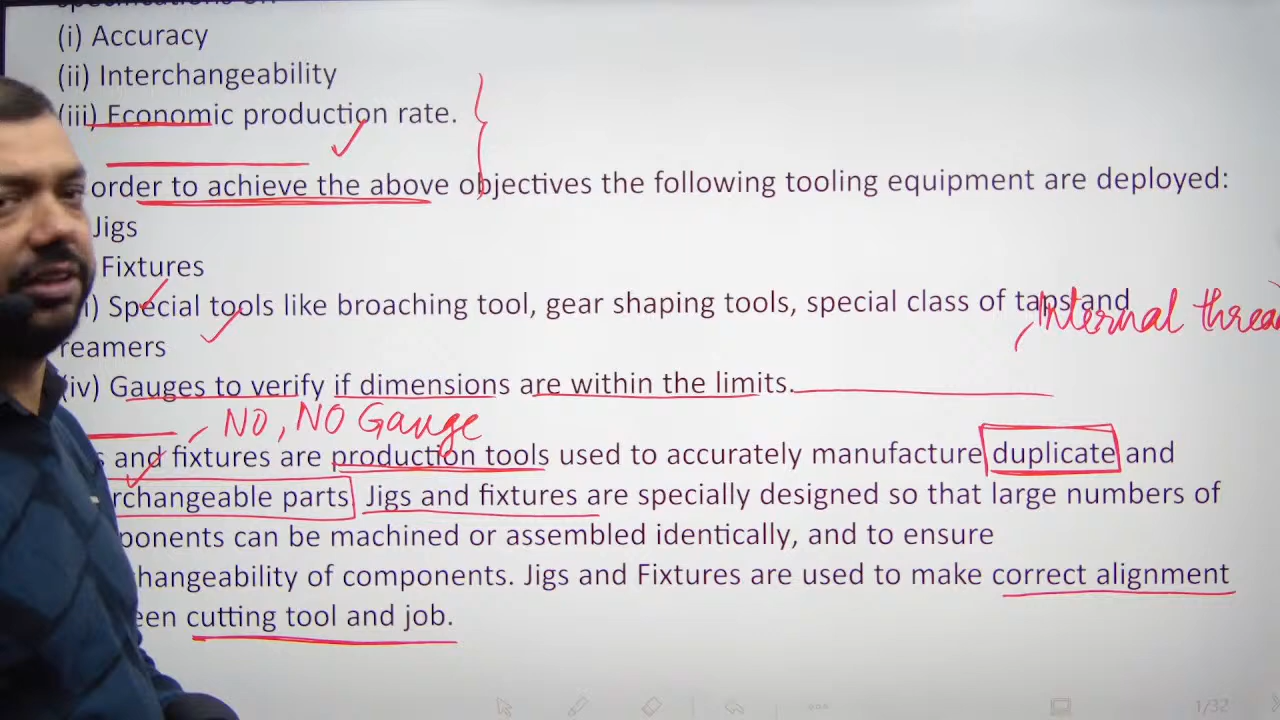 (i) Accuracy
(ii) Interchangeability
(iii) Economic production rate.
order to achieve the above objectives the following tooling equipment are deployed:
Jigs
Fixtures
i) Special tools like broaching tool, gear shaping tools, special class of taps and
Internal threa
reamers
(iv) Gauges to verify if dimensions are within the limits.
NO, NO Gauge
s and fixtures are production tools used to accurately manufacture duplicate and
rchangeable parts Jigs and fixtures are specially designed so that large numbers of
ponents can be machined or assembled identically, and to ensure
hangeability of components. Jigs and Fixtures are used to make correct alignment
een cutting tool and job.
1/32